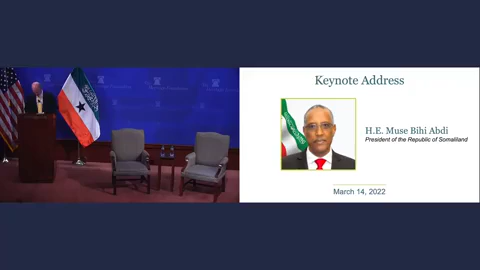 Keynote Address
H.E. Muse Bihi Abdi
President of the Republic of Somaliland
March 14, 2022